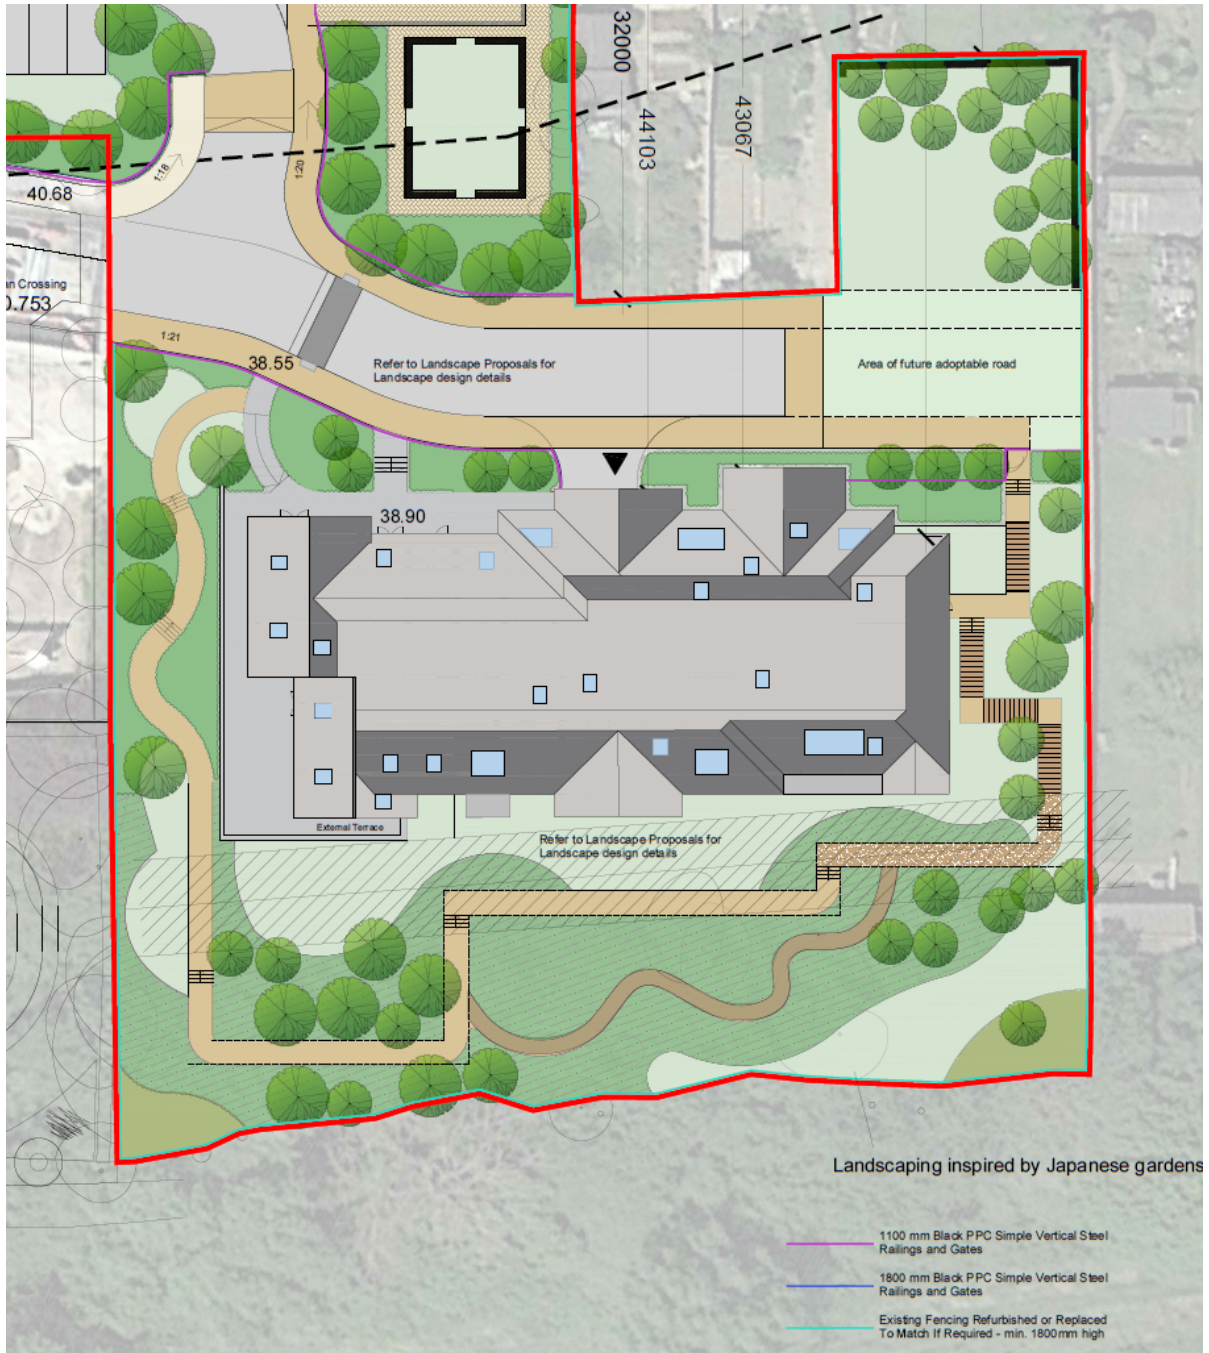 32000
44103
43067
1:18
1:20
40.68
an Crossing
0.753
1:21
38.55
Refer to Landscape Proposals for
Landscape design details
Area of future adoptable road
38.90
External Terrace
Refer to Landscape Proposals for
Landscape design details
Landscaping inspired by Japanese gardens
1100 mm Black PPC Simple Vertical Steel
Railings and Gates
1800 mm Black PPC Simple Vertical Steel
Railings and Gates
Existing Fencing Refurbished or Replaced
To Match If Required - min. 1800mm high